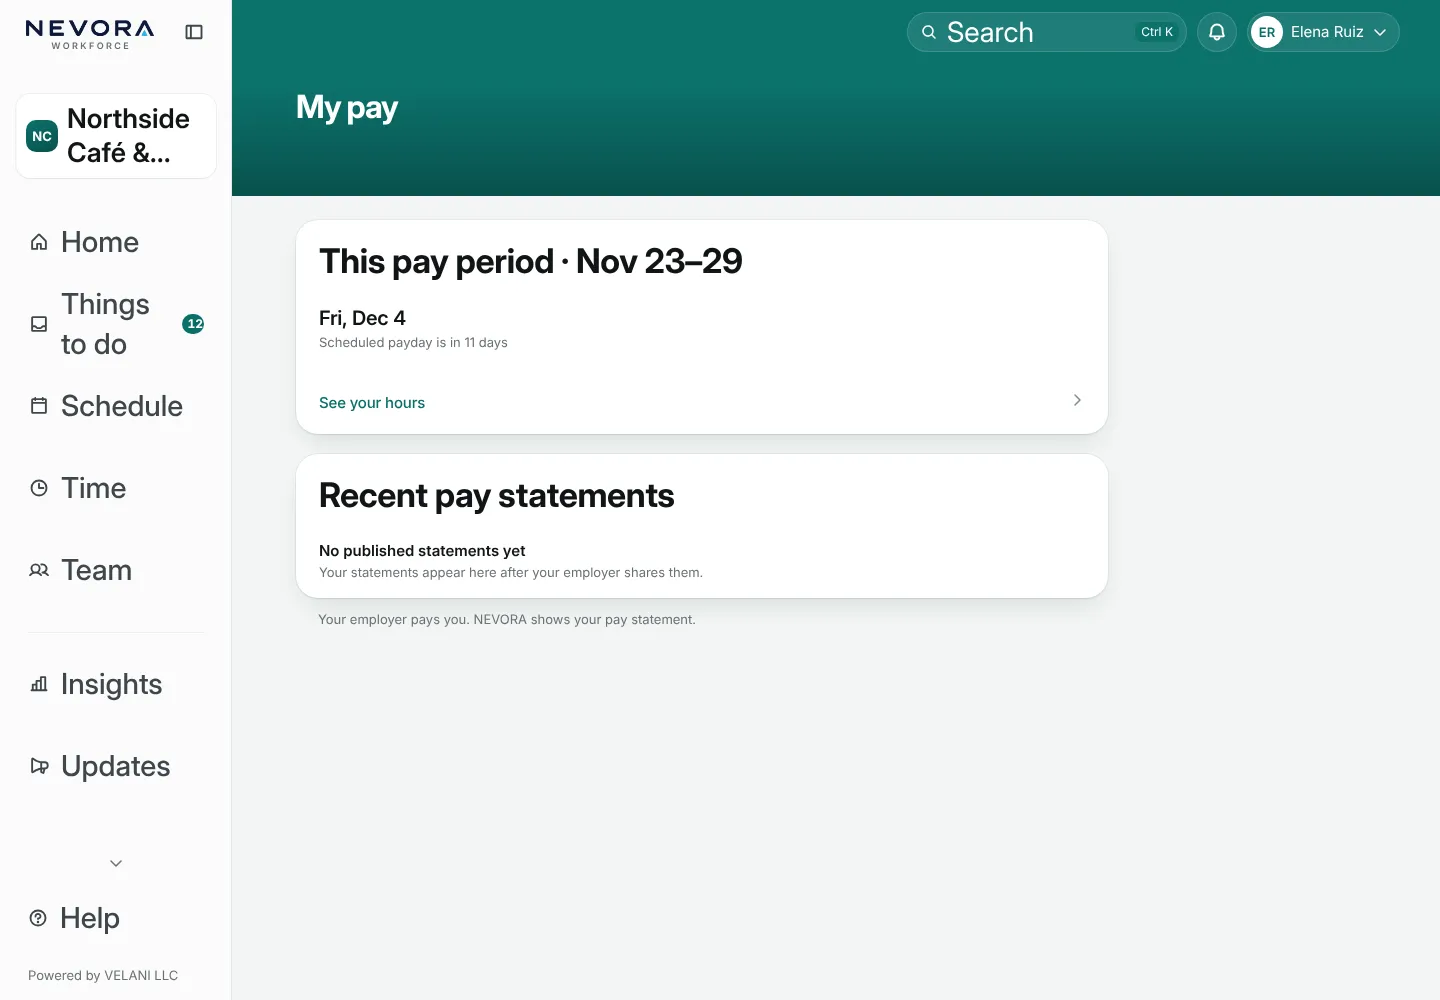 NEVORA
WORKFORCE
Search
Ctrl K
ER
Elena Ruiz
My pay
NC
Northside
Café &...
Home
Things
to do
12
Schedule
Time
Team
Insights
Updates
Help
Powered by VELANI LLC
This pay period · Nov 23–29
Fri, Dec 4
Scheduled payday is in 11 days
See your hours
Recent pay statements
No published statements yet
Your statements appear here after your employer shares them.
Your employer pays you. NEVORA shows your pay statement.